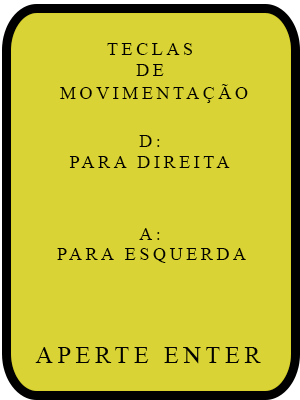 TECLAS
DE
MOVIMENTAÇÃO
D:
PARA DIREITA
A:
PARA ESQUERDA
APERTE ENTER